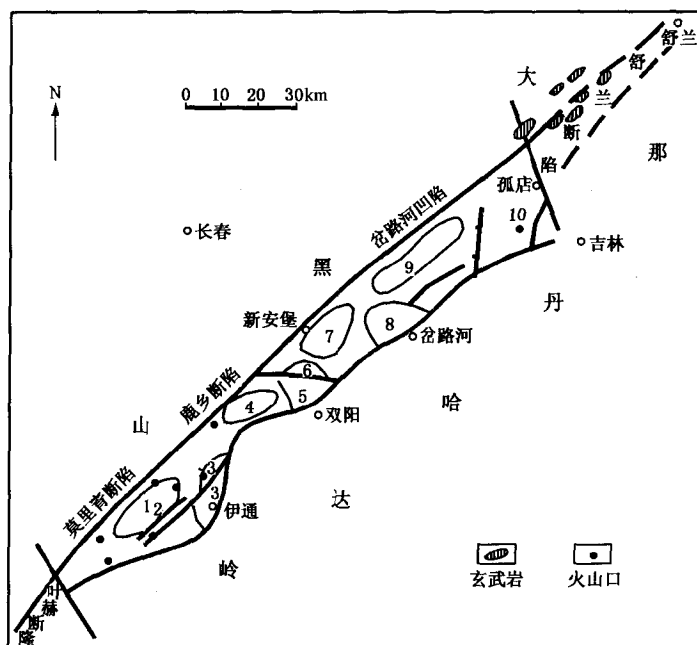 舒兰
大
舒兰断陷
那
N
0 10 20 30km
孤店
10
吉林
长春
岔路河凹陷
9
黑
丹
新安堡
7
8
岔路河
6
鹿乡断陷
5
4
双阳
哈
山
达
莫里青断陷
3
1
2
3
伊通
岭
玄武岩
火山口
叶赫断隆